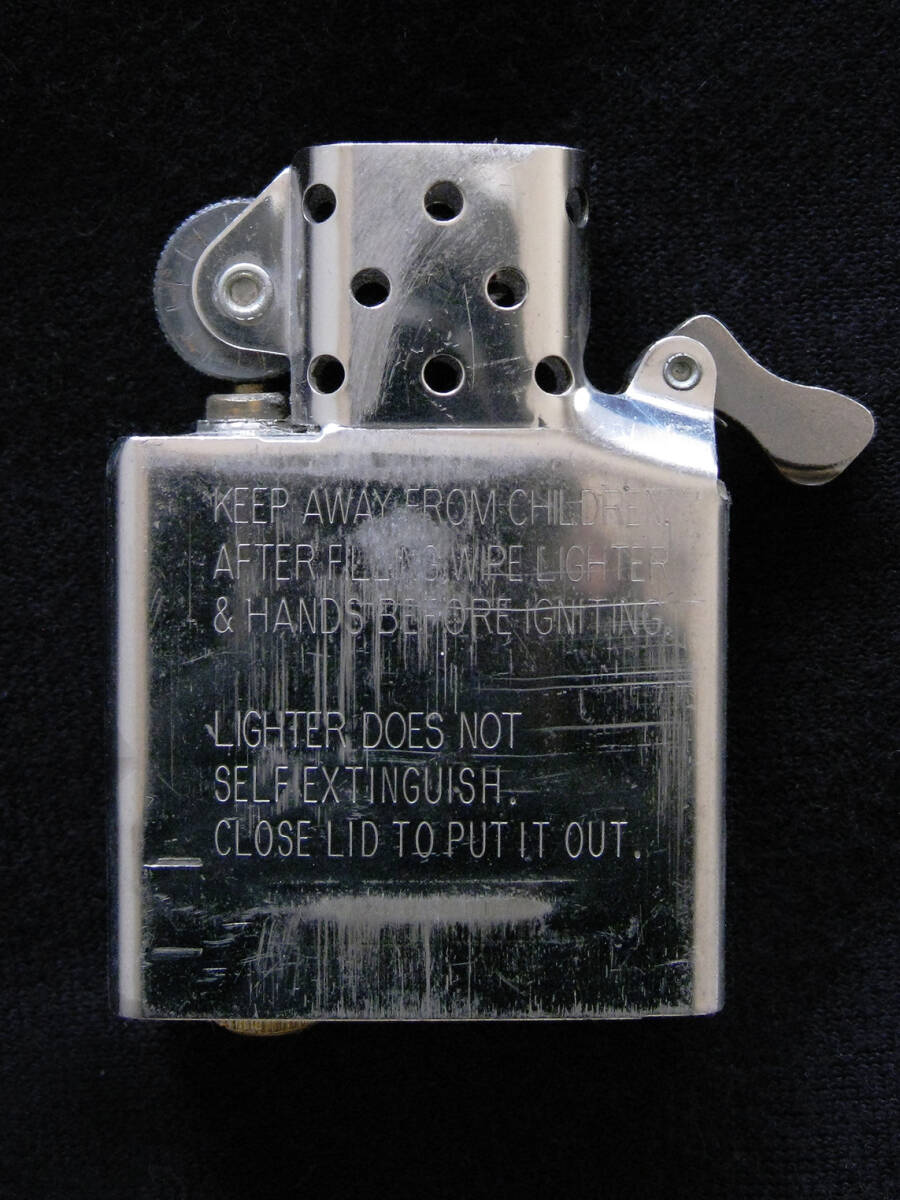 KEEP AWAY FROM CHILDREN.
AFTER FILLING WIPE LIGHTER
& HANDS BEFORE IGNITING.
LIGHTER DOES NOT
SELF EXTINGUISH.
CLOSE LID TO PUT IT OUT.